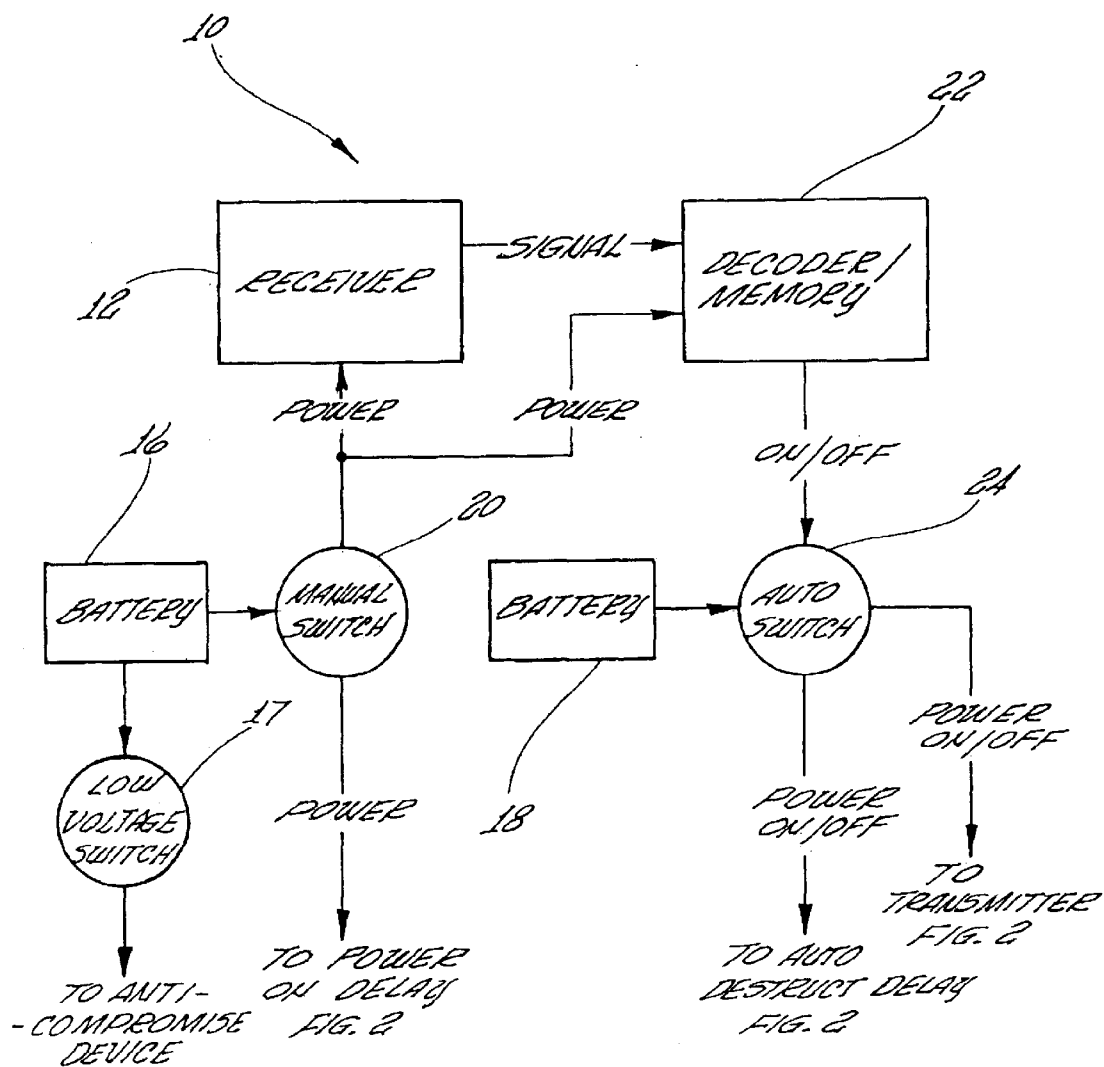 10
22
RECEIVER
SIGNAL
DECODER/
MEMORY
12
POWER
POWER
ON/OFF
16
20
24
BATTERY
MANUAL
SWITCH
BATTERY
AUTO
SWITCH
17
LOW
VOLTAGE
SWITCH
POWER
18
POWER
ON/OFF
POWER
ON/OFF
TO
TRANSMITTER
FIG. 2
TO ANTI-
-COMPROMISE
DEVICE
TO POWER
ON DELAY
FIG. 2
TO AUTO
DESTRUCT DELAY
FIG. 2